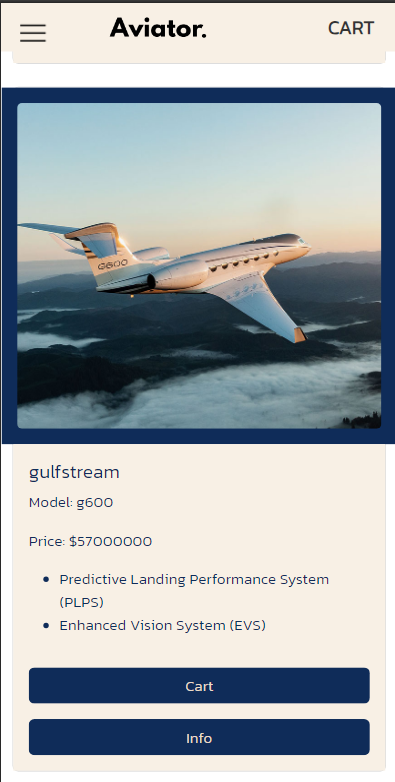 Aviator.
CART
G600
gulfstream
Model: g600
Price: $57000000
Predictive Landing Performance System
(PLPS)
Enhanced Vision System (EVS)
Cart
Info